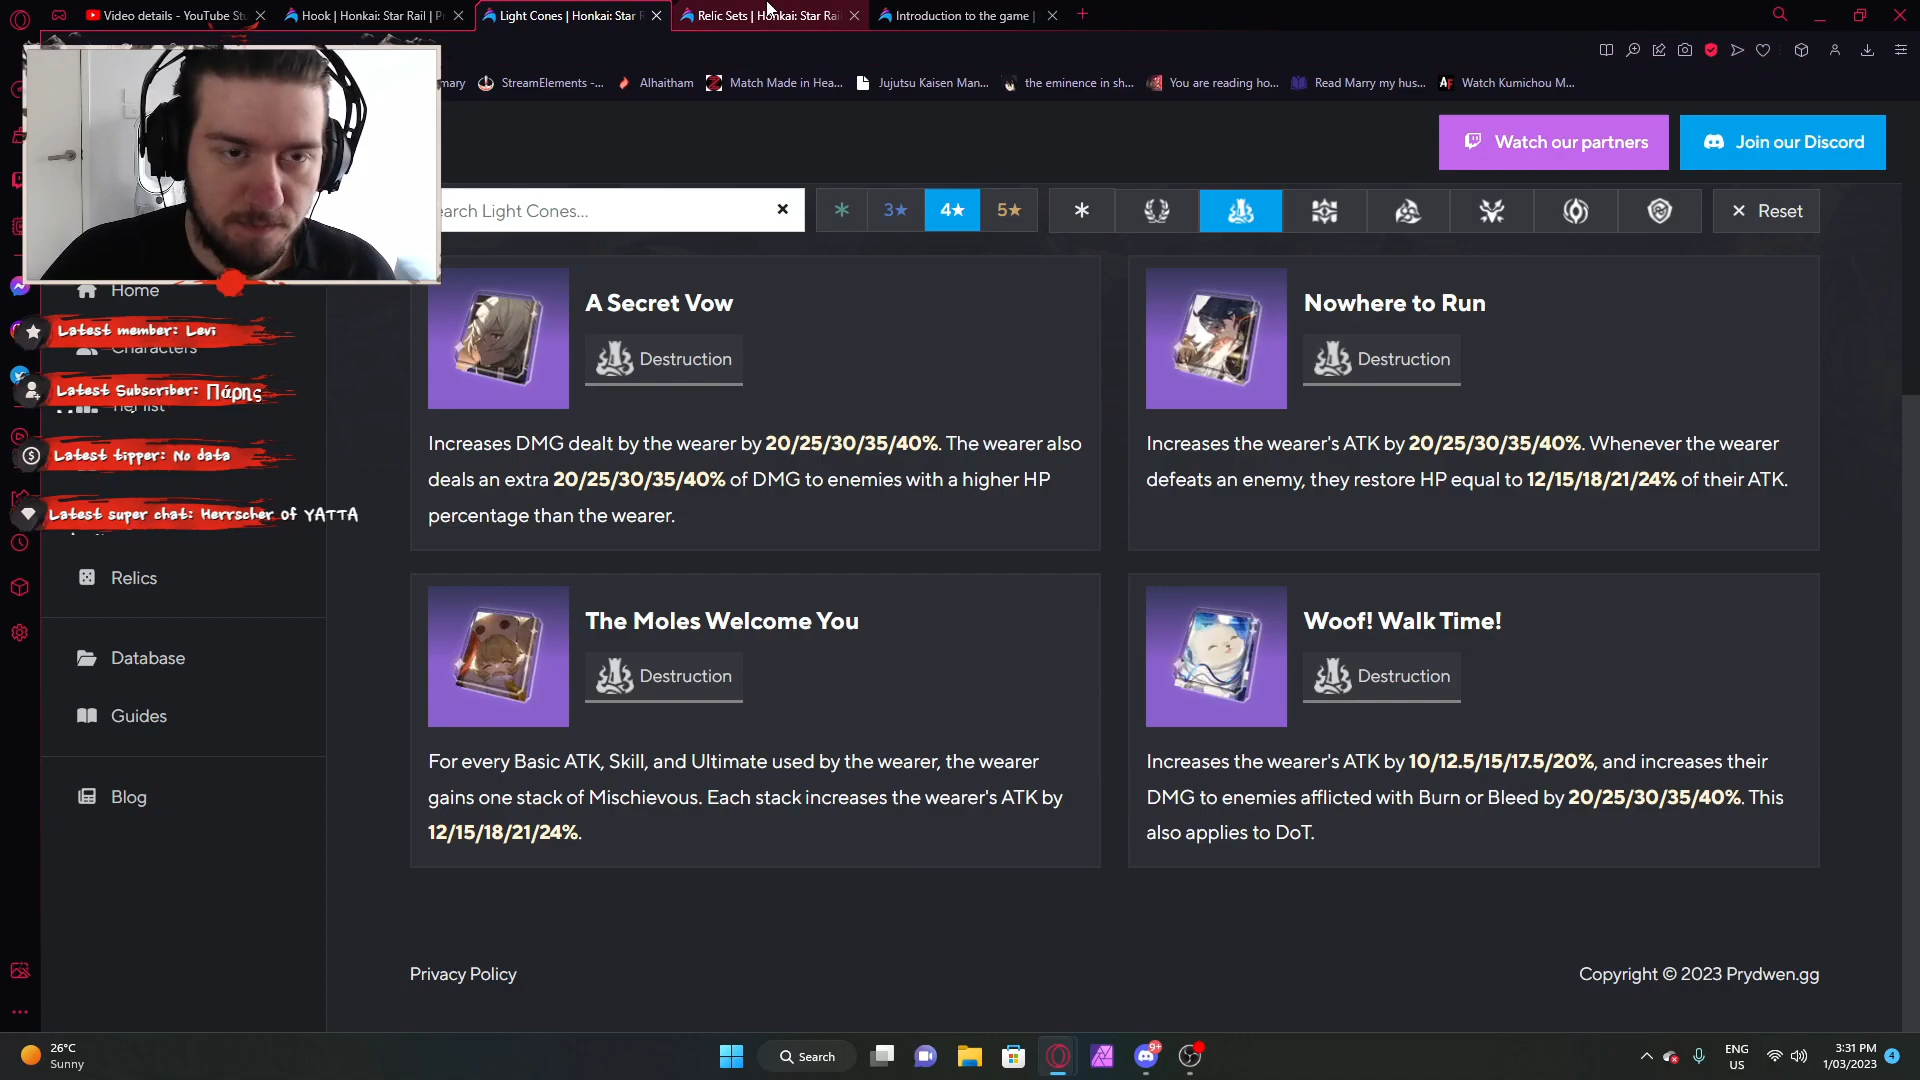 Video details - YouTube Stu
Hook | Honkai: Star Rail | P
Light Cones | Honkai: Star R
Relic Sets | Honkai: Star Rail
Introduction to the game |
mary
StreamElements -...
Alhaitham
Match Made in Hea...
Jujutsu Kaisen Man...
the eminence in sh...
You are reading ho...
Read Marry my hus...
AF Watch Kumichou M...
Watch our partners
Join our Discord
earch Light Cones...
3★
4★
5★
Reset
Home
Latest member: Levi
Characters
Latest Subscriber: Πάρης
Tier list
Latest tipper: No data
Latest super chat: Herrscher of YATTA
Relics
Database
Guides
Blog
A Secret Vow
Destruction
Increases DMG dealt by the wearer by 20/25/30/35/40%. The wearer also
deals an extra 20/25/30/35/40% of DMG to enemies with a higher HP
percentage than the wearer.
Nowhere to Run
Destruction
Increases the wearer's ATK by 20/25/30/35/40%. Whenever the wearer
defeats an enemy, they restore HP equal to 12/15/18/21/24% of their ATK.
The Moles Welcome You
Destruction
For every Basic ATK, Skill, and Ultimate used by the wearer, the wearer
gains one stack of Mischievous. Each stack increases the wearer's ATK by
12/15/18/21/24%.
Woof! Walk Time!
Destruction
Increases the wearer's ATK by 10/12.5/15/17.5/20%, and increases their
DMG to enemies afflicted with Burn or Bleed by 20/25/30/35/40%. This
also applies to DoT.
Privacy Policy
Copyright © 2023 Prydwen.gg
26°C
Sunny
Search
9+
ENG
US
3:31 PM
1/03/2023
4